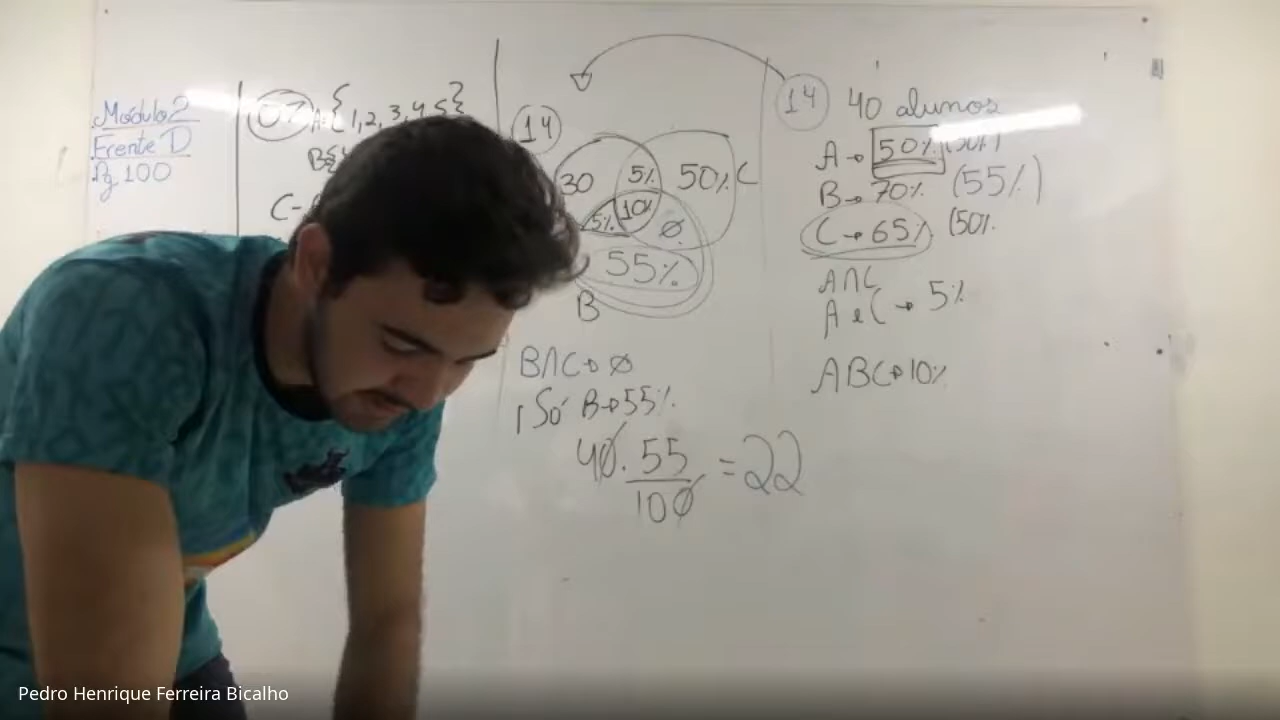 Módulo 2
Frente D
Pg 100
07 A={1,2,3,4,5}
B={
C-
14
30 5% 50% C
5% 10% ∅
55%
B
B∩C→∅
Só B→55%
40.55/100=22
14 40 alunos
A→50% (50%)
B→70% (55%)
C→65% (50%
A∩C
A e C→5%
ABC→10%
Pedro Henrique Ferreira Bicalho